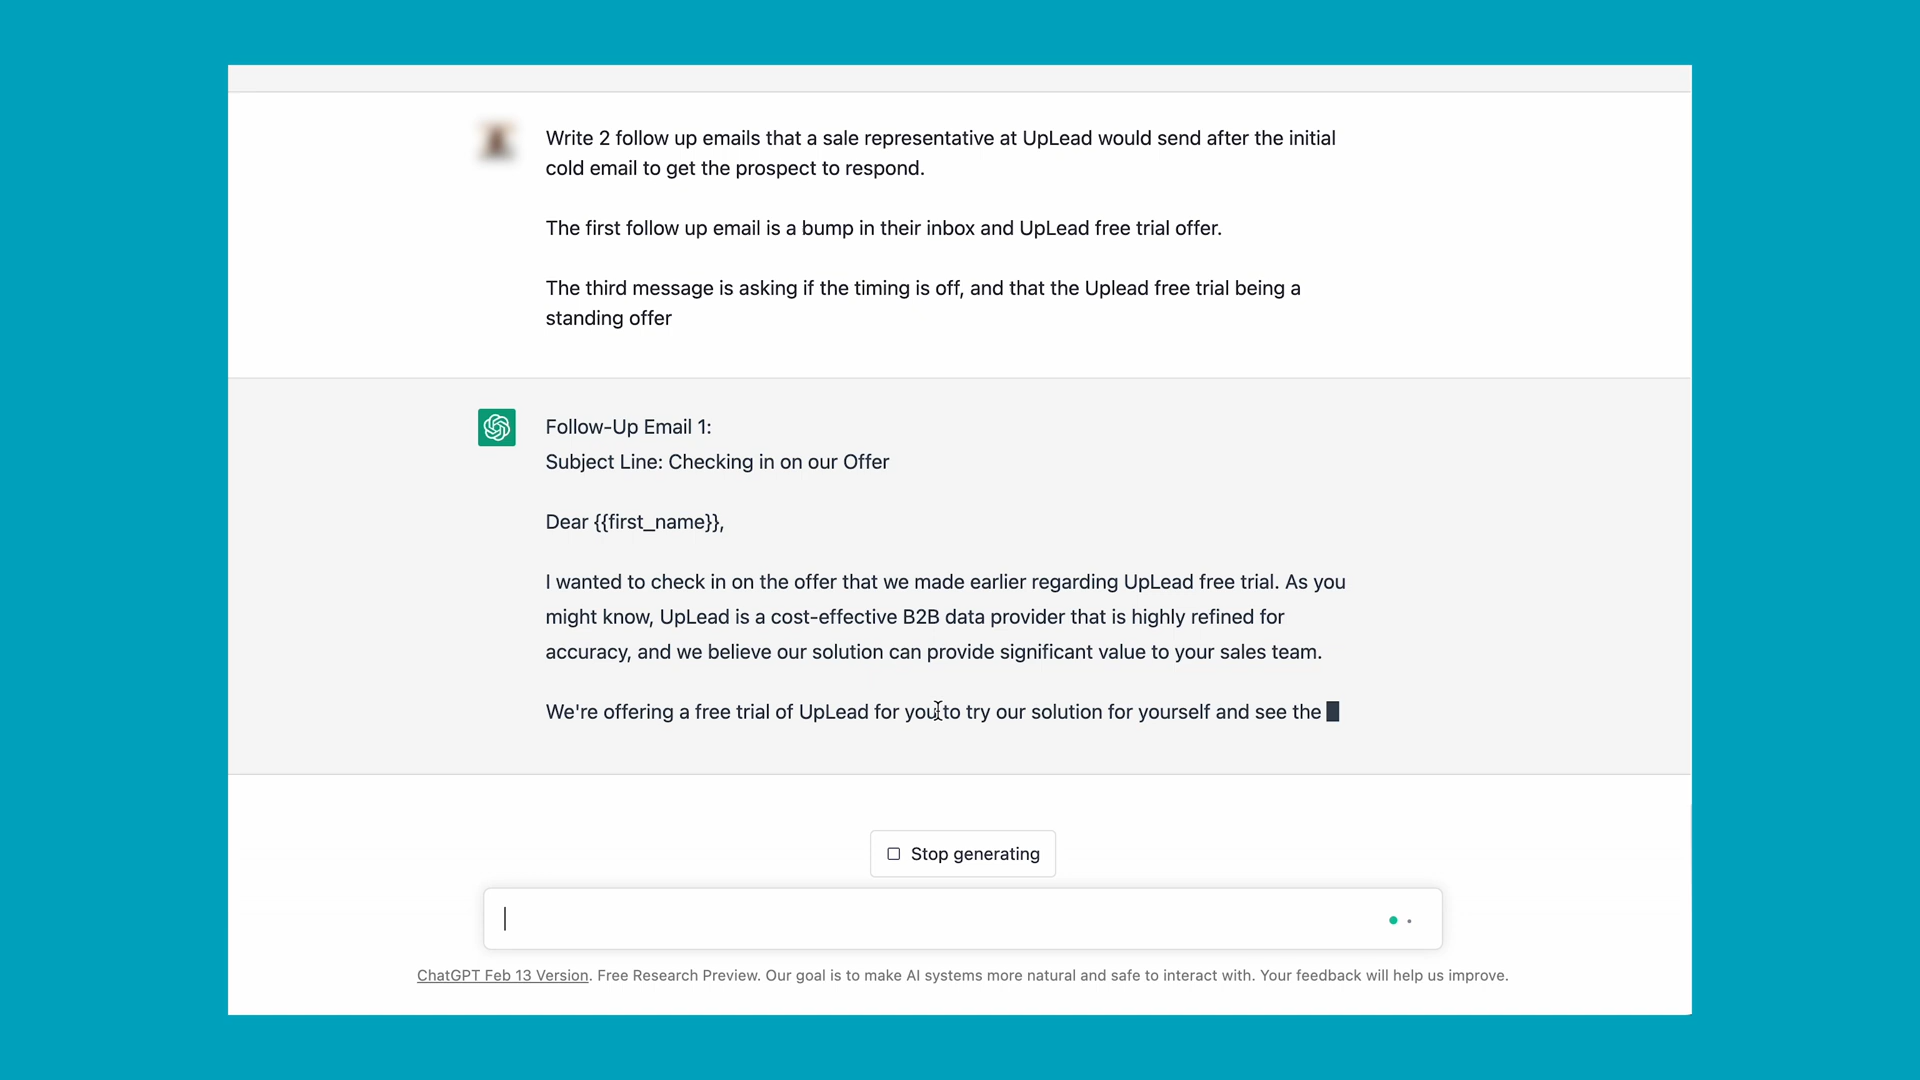 Write 2 follow up emails that a sale representative at UpLead would send after the initial
cold email to get the prospect to respond.
The first follow up email is a bump in their inbox and UpLead free trial offer.
The third message is asking if the timing is off, and that the Uplead free trial being a
standing offer
Follow-Up Email 1:
Subject Line: Checking in on our Offer
Dear {{first_name}},
I wanted to check in on the offer that we made earlier regarding UpLead free trial. As you
might know, UpLead is a cost-effective B2B data provider that is highly refined for
accuracy, and we believe our solution can provide significant value to your sales team.
We're offering a free trial of UpLead for you to try our solution for yourself and see the
Stop generating
ChatGPT Feb 13 Version. Free Research Preview. Our goal is to make AI systems more natural and safe to interact with. Your feedback will help us improve.